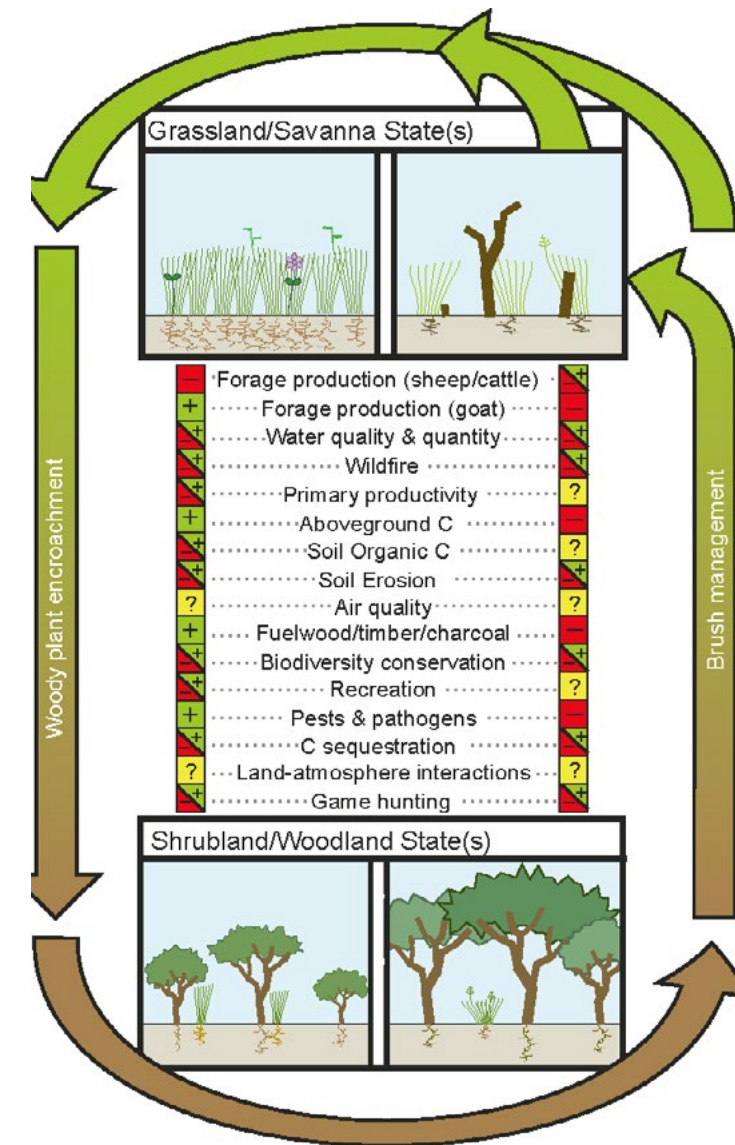 Grassland/Savanna State(s)
− Forage production (sheep/cattle) −+
+ Forage production (goat) −
−+ Water quality & quantity −+
−+ Wildfire −+
−+ Primary productivity ?
+ Aboveground C −
−+ Soil Organic C ?
−+ Soil Erosion −+
? Air quality ?
+ Fuelwood/timber/charcoal −
−+ Biodiversity conservation −+
−+ Recreation ?
+ Pests & pathogens −
−+ C sequestration −+
? Land-atmosphere interactions ?
−+ Game hunting −+
Woody plant encroachment
Brush management
Shrubland/Woodland State(s)